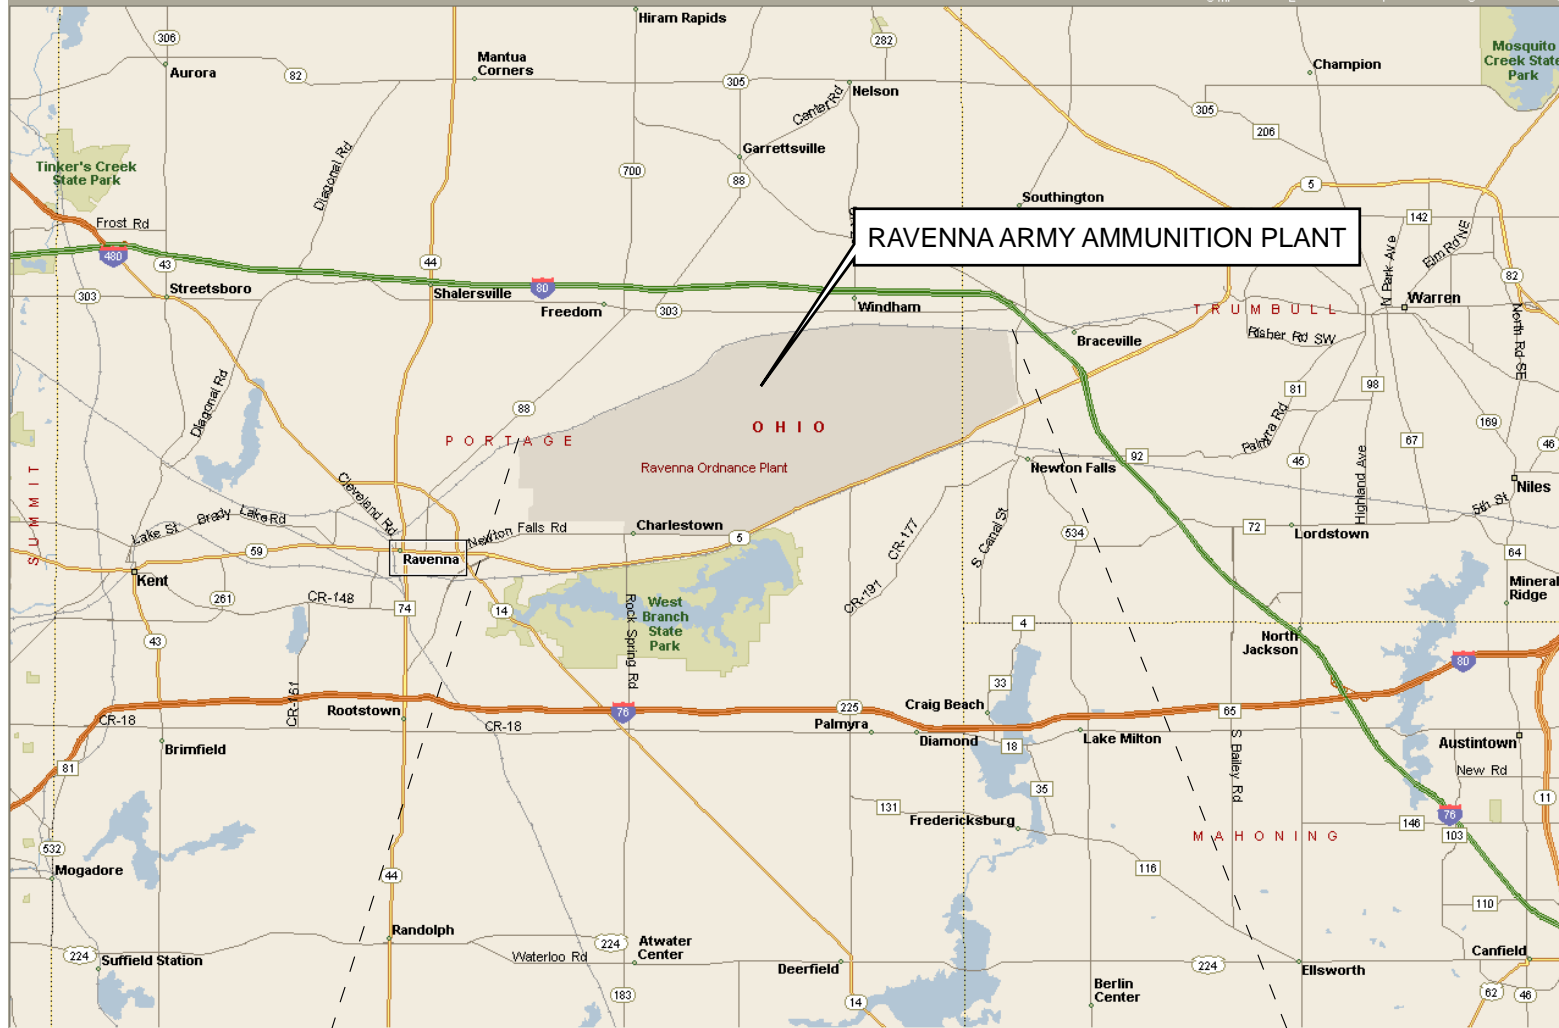 Hiram Rapids
306
282
Mosquito
Creek State
Park
Aurora
82
Mantua
Corners
305
Nelson
Champion
Center Rd
305
206
Garrettsville
Diagonal Rd
Tinker's Creek
State Park
700
88
5
Southington
Frost Rd
142
RAVENNA ARMY AMMUNITION PLANT
Elm Rd NE
N Park Ave
480
43
44
82
303
Streetsboro
Shalersville
80
Freedom
303
Windham
Warren
TRUMBULL
North Rd SE
Risher Rd SW
Braceville
Diagonal Rd
88
81
98
OHIO
169
PORTAGE
Palmyra Rd
67
46
Ravenna Ordnance Plant
92
45
Newton Falls
Highland Ave
Niles
SUMMIT
Cleveland Rd
Lake St
Brady Lake Rd
Newton Falls Rd
Charlestown
5
CR-177
S Canal St
534
72
Lordstown
5th St
59
Ravenna
64
Kent
Mineral
Ridge
261
CR-148
74
14
CR-191
West
Branch
State
Park
Rock Spring Rd
4
43
North
Jackson
80
33
CR-161
Rootstown
76
225
Craig Beach
65
CR-18
CR-18
Palmyra
Diamond
18
Lake Milton
S Bailey Rd
Brimfield
Austintown
81
New Rd
35
11
131
Fredericksburg
76
146
103
MAHONING
532
Mogadore
44
116
110
Randolph
224
Atwater
Center
224
Suffield Station
Waterloo Rd
Deerfield
224
Ellsworth
Canfield
Berlin
Center
183
14
62
46